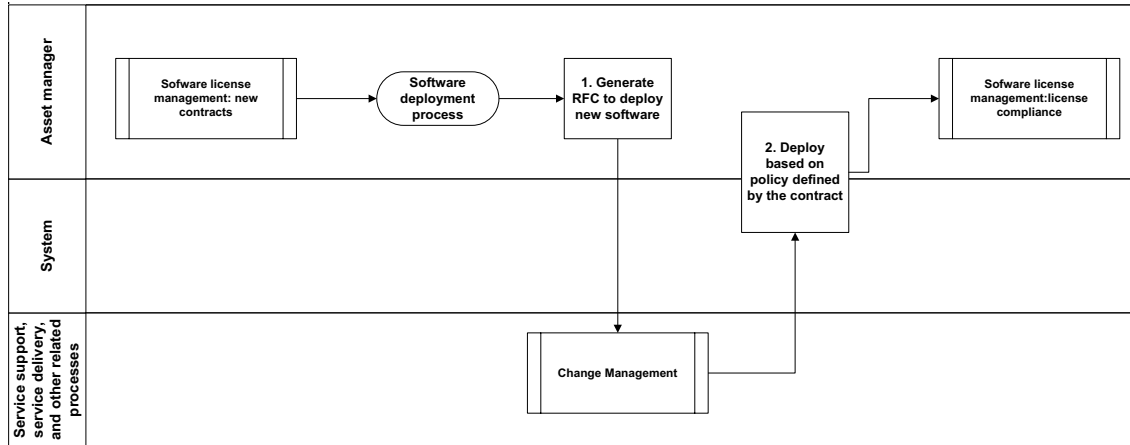 Asset manager
Sofware license
management: new
contracts
Software
deployment
process
1. Generate
RFC to deploy
new software
2. Deploy
based on
policy defined
by the contract
Sofware license
management:license
compliance
System
Service support,
service delivery,
and other related
processes
Change Management